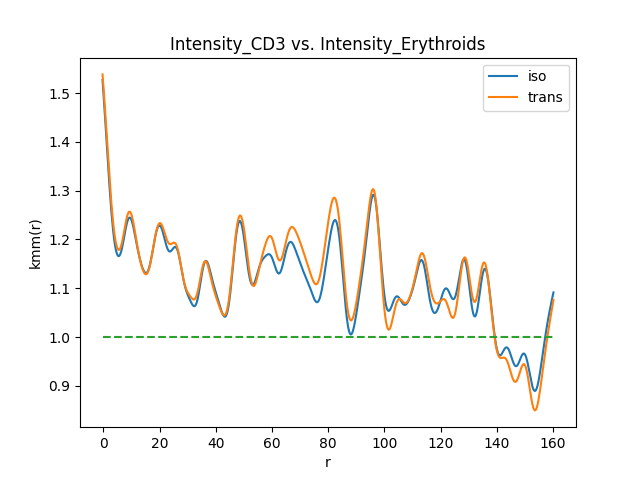 Intensity_CD3 vs. Intensity_Erythroids
iso
trans
kmm(r)
1.5
1.4
1.3
1.2
1.1
1.0
0.9
0 20 40 60 80 100 120 140 160
r